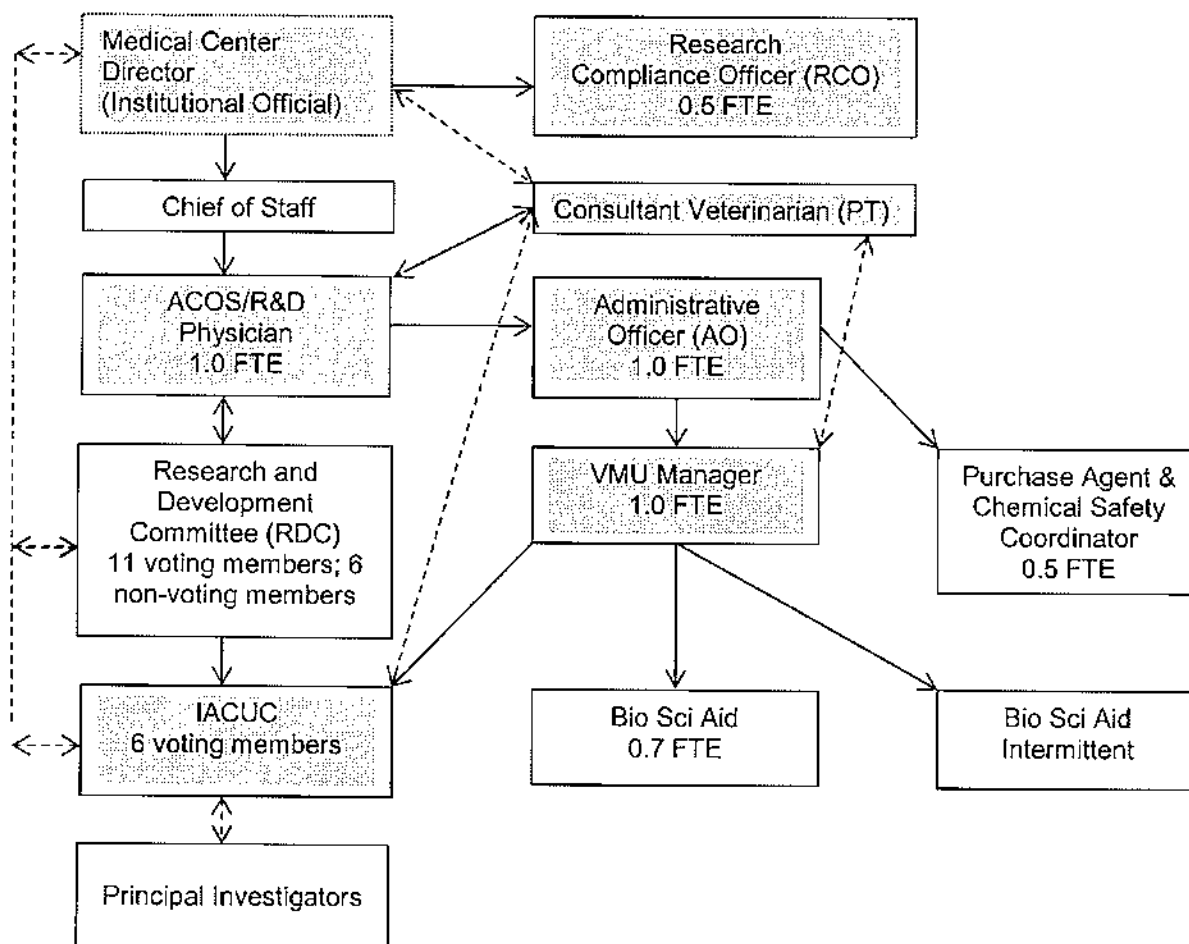 Medical Center
Director
(Institutional Official)
Research
Compliance Officer (RCO)
0.5 FTE
Chief of Staff
Consultant Veterinarian (PT)
ACOS/R&D
Physician
1.0 FTE
Administrative
Officer (AO)
1.0 FTE
Research and
Development
Committee (RDC)
11 voting members; 6
non-voting members
VMU Manager
1.0 FTE
Purchase Agent &
Chemical Safety
Coordinator
0.5 FTE
IACUC
6 voting members
Bio Sci Aid
0.7 FTE
Bio Sci Aid
Intermittent
Principal Investigators